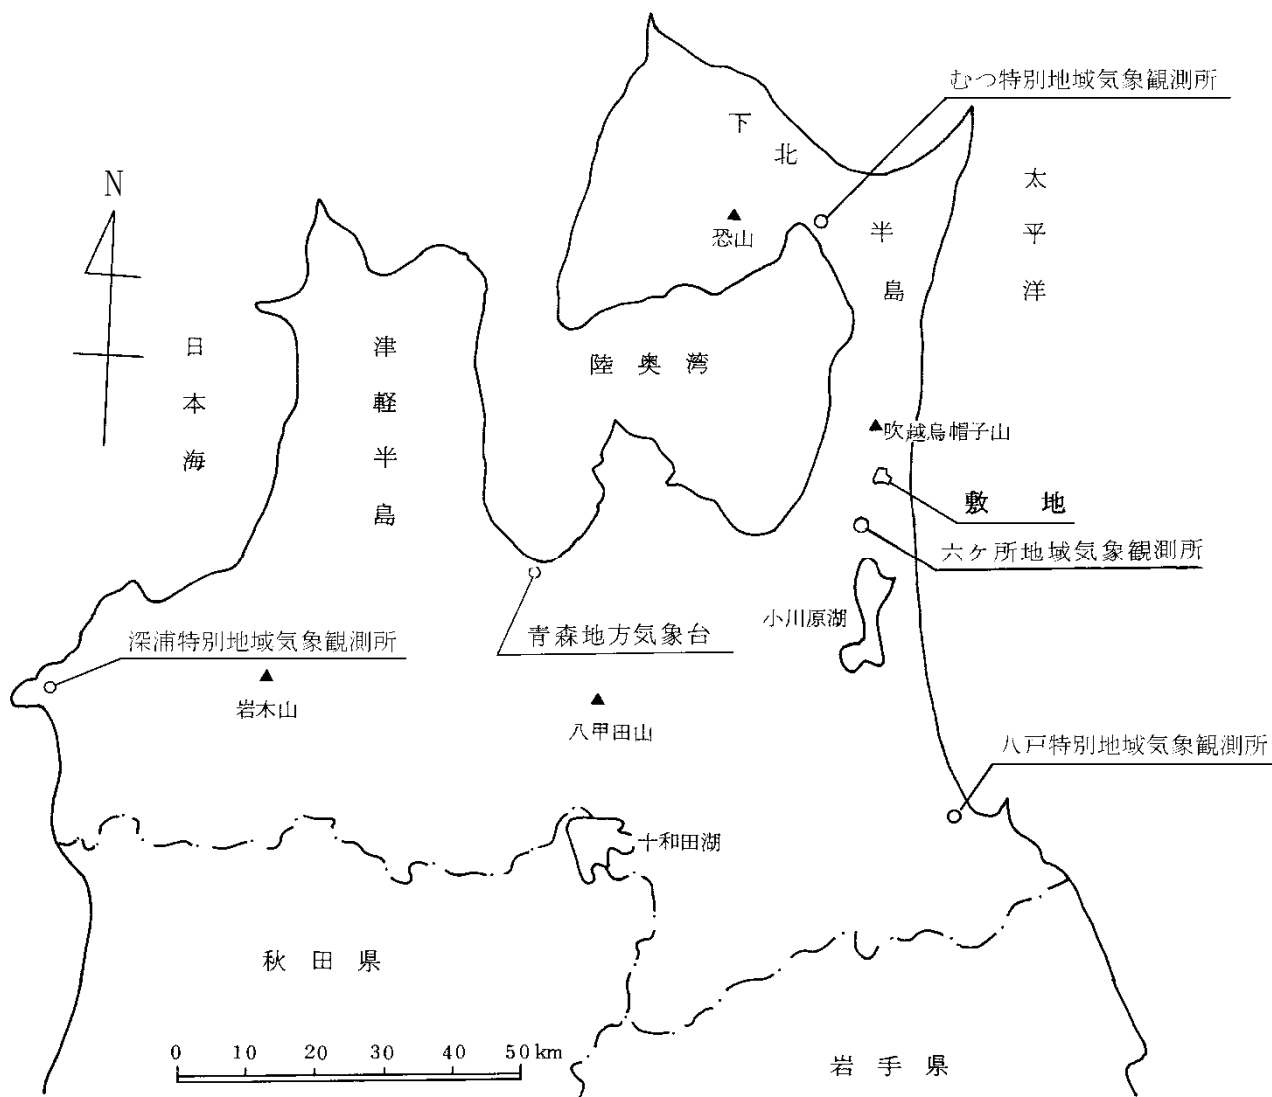 むつ特別地域気象観測所
下北半島
太平洋
N
恐山
日本海
津軽半島
陸奥湾
吹越烏帽子山
敷 地
六ケ所地域気象観測所
小川原湖
深浦特別地域気象観測所
青森地方気象台
岩木山
八甲田山
八戸特別地域気象観測所
十和田湖
秋田県
0 10 20 30 40 50km
岩手県